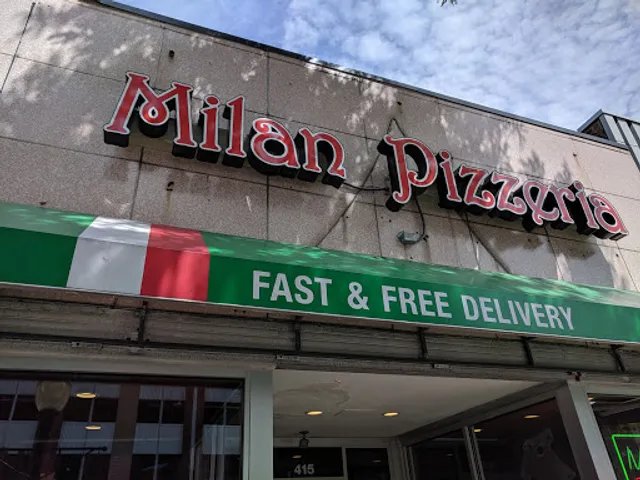 Milan Pizzeria
FAST & FREE DELIVERY
415